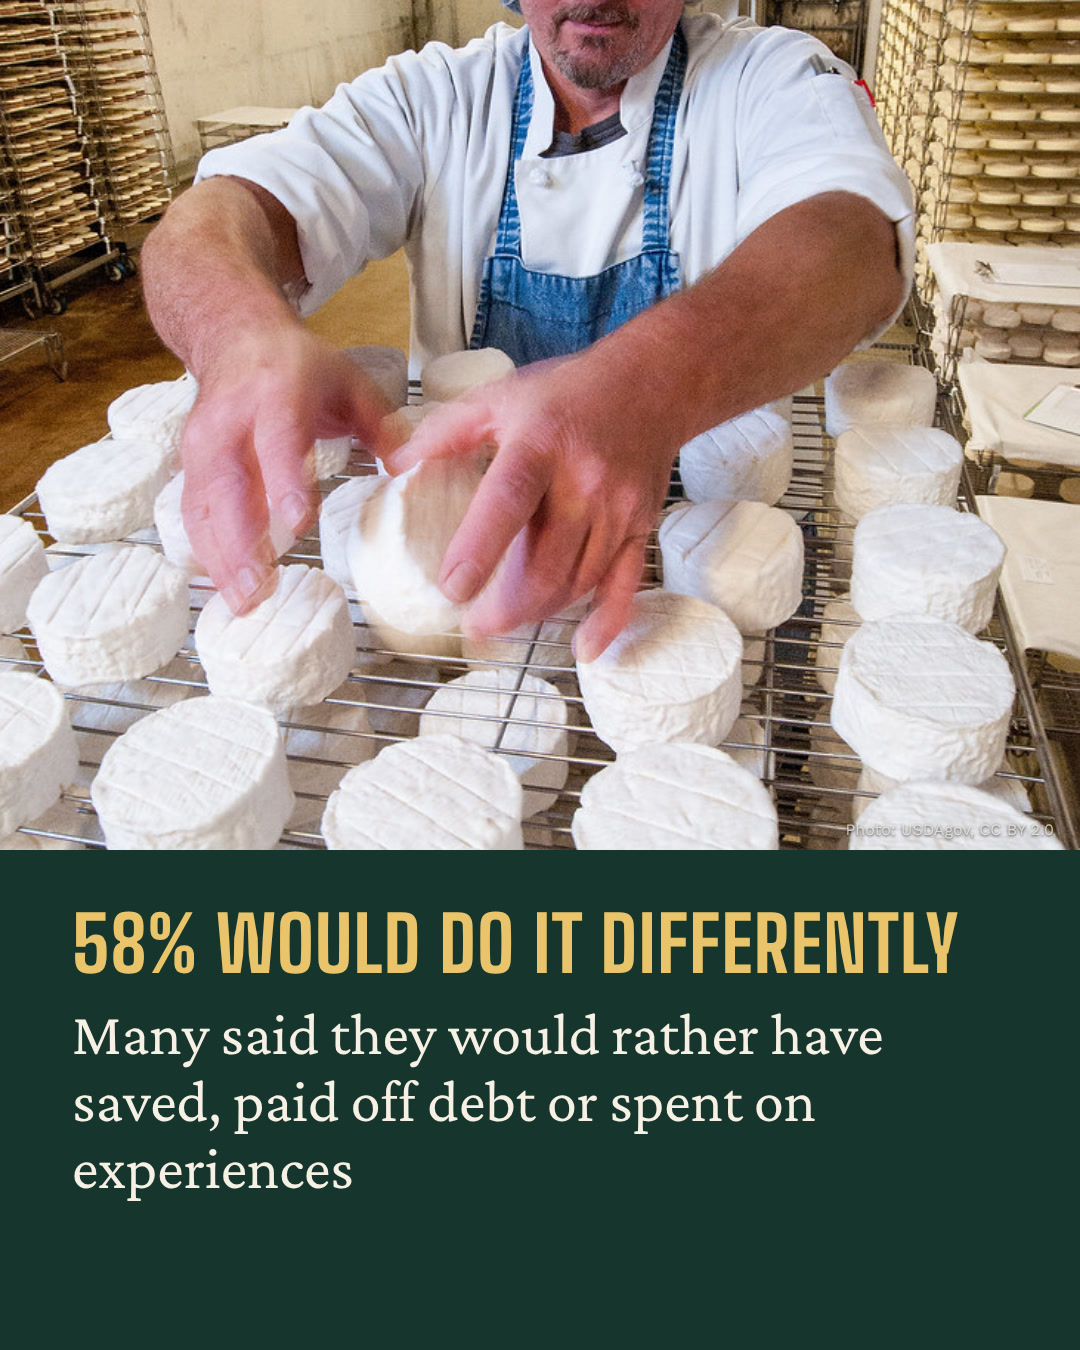 Photo: USDAgov, CC BY 2.0
58% WOULD DO IT DIFFERENTLY
Many said they would rather have
saved, paid off debt or spent on
experiences